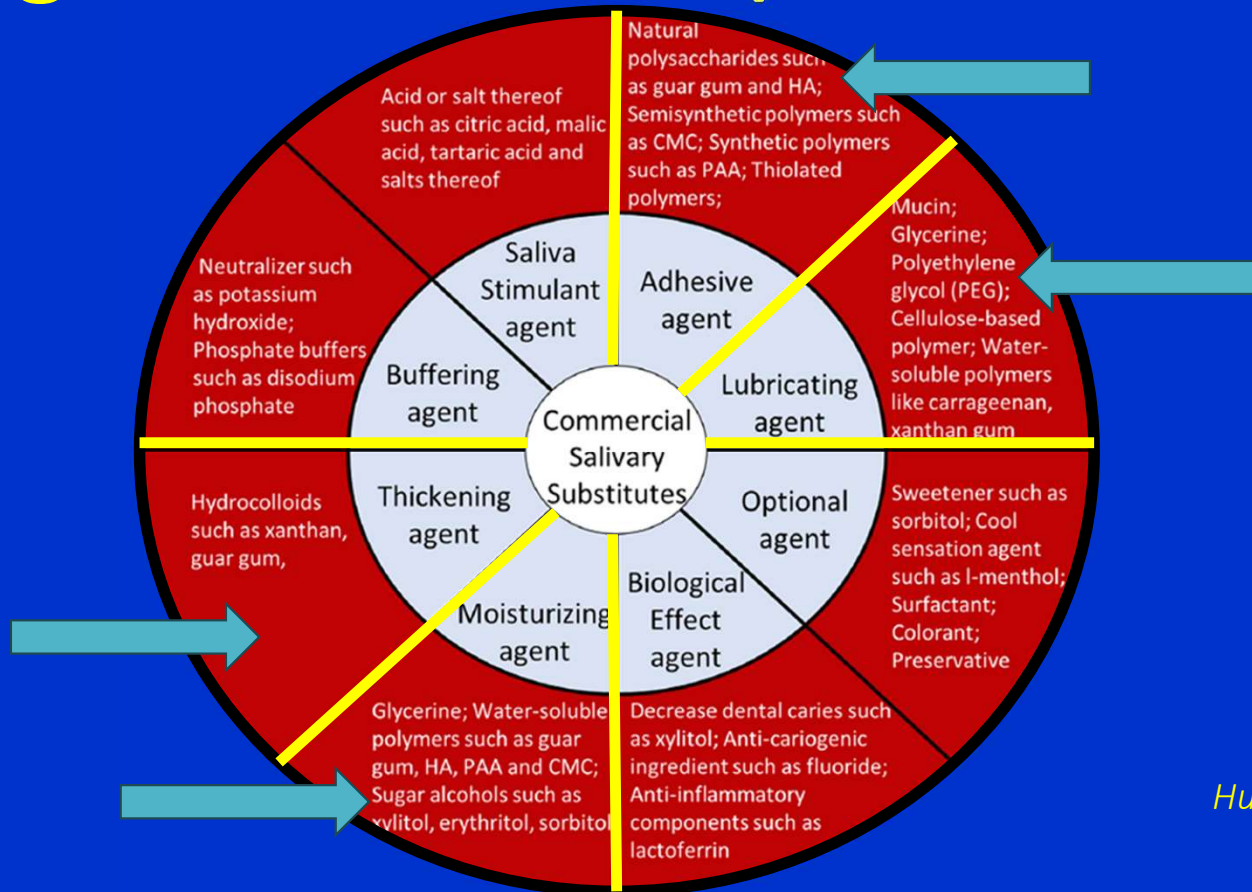 Commercial
Salivary
Substitutes
Saliva
Stimulant
agent
Acid or salt thereof
such as citric acid, malic
acid, tartaric acid and
salts thereof
Adhesive
agent
Natural
polysaccharides such
as guar gum and HA;
Semisynthetic polymers such
as CMC; Synthetic polymers
such as PAA; Thiolated
polymers;
Lubricating
agent
Mucin;
Glycerine;
Polyethylene
glycol (PEG);
Cellulose-based
polymer; Water-
soluble polymers
like carrageenan,
xanthan gum
Optional
agent
Sweetener such as
sorbitol; Cool
sensation agent
such as l-menthol;
Surfactant;
Colorant;
Preservative
Biological
Effect
agent
Decrease dental caries such
as xylitol; Anti-cariogenic
ingredient such as fluoride;
Anti-inflammatory
components such as
lactoferrin
Moisturizing
agent
Glycerine; Water-soluble
polymers such as guar
gum, HA, PAA and CMC;
Sugar alcohols such as
xylitol, erythritol, sorbitol
Thickening
agent
Hydrocolloids
such as xanthan,
guar gum,
Buffering
agent
Neutralizer such
as potassium
hydroxide;
Phosphate buffers
such as disodium
phosphate
Hu